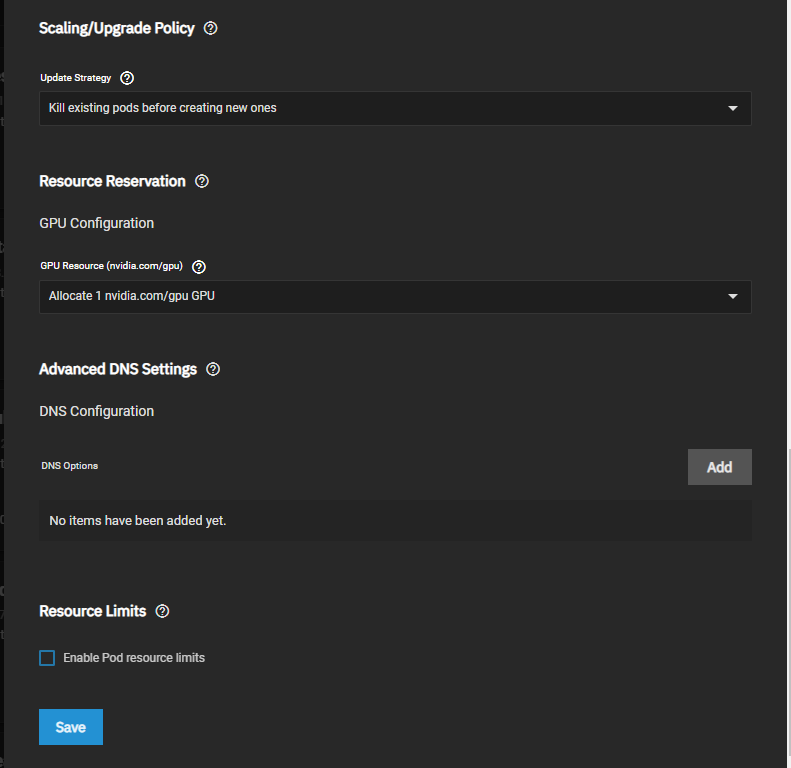 Scaling/Upgrade Policy
Update Strategy
Kill existing pods before creating new ones
Resource Reservation
GPU Configuration
GPU Resource (nvidia.com/gpu)
Allocate 1 nvidia.com/gpu GPU
Advanced DNS Settings
DNS Configuration
DNS Options
Add
No items have been added yet.
Resource Limits
Enable Pod resource limits
Save